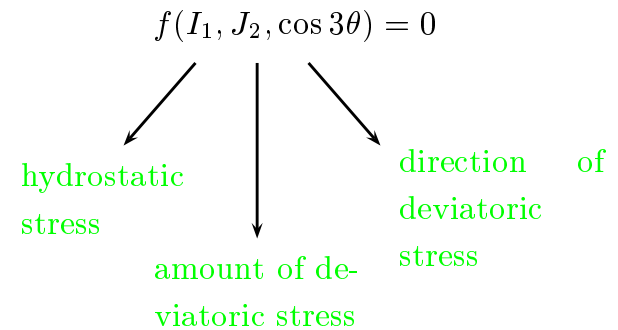 f(I₁, J₂, cos 3θ) = 0
hydrostatic
stress
amount of de-
viatoric stress
direction of
deviatoric
stress